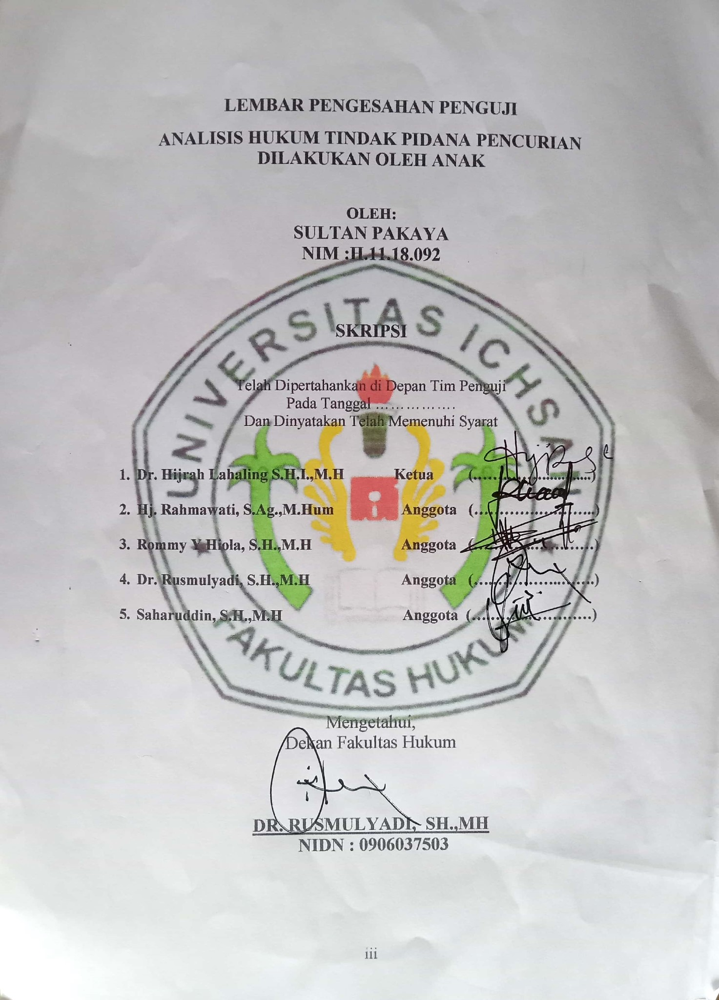 LEMBAR PENGESAHAN PENGUJI
ANALISIS HUKUM TINDAK PIDANA PENCURIAN
DILAKUKAN OLEH ANAK
OLEH:
SULTAN PAKAYA
NIM :H.11.18.092
UNIVERSITAS ICHSAN
SKRIPSI
Telah Dipertahankan di Depan Tim Penguji
Pada Tanggal ................
Dan Dinyatakan Telah Memenuhi Syarat
1. Dr. Hijrah Lahaling S.H.I.,M.H Ketua (..............................)
2. Hj. Rahmawati, S.Ag.,M.Hum Anggota (..............................)
3. Rommy Y Hiola, S.H.,M.H Anggota (..............................)
4. Dr. Rusmulyadi, S.H.,M.H Anggota (..............................)
5. Saharuddin, S.H.,M.H Anggota (..............................)
FAKULTAS HUKUM
Mengetahui,
Dekan Fakultas Hukum
DR. RUSMULYADI, SH.,MH
NIDN : 0906037503
iii